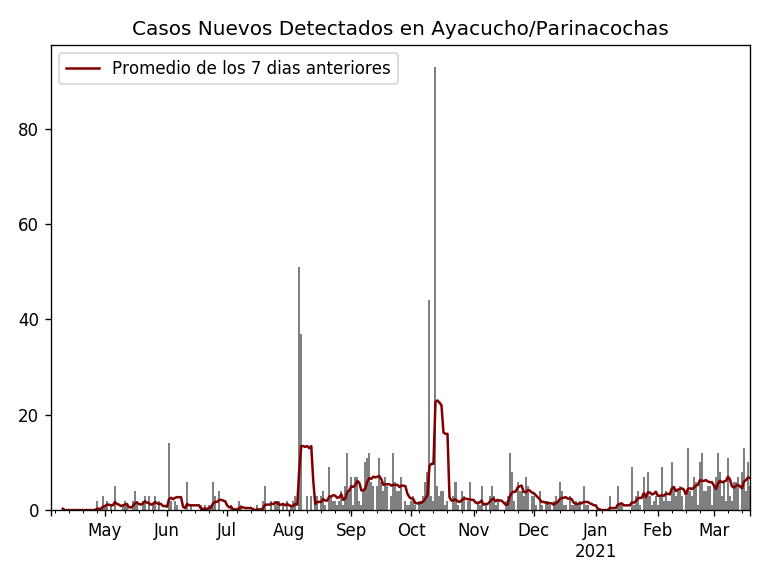 Casos Nuevos Detectados en Ayacucho/Parinacochas
Promedio de los 7 dias anteriores
80
60
40
20
0
May Jun Jul Aug Sep Oct Nov Dec Jan Feb Mar
2021